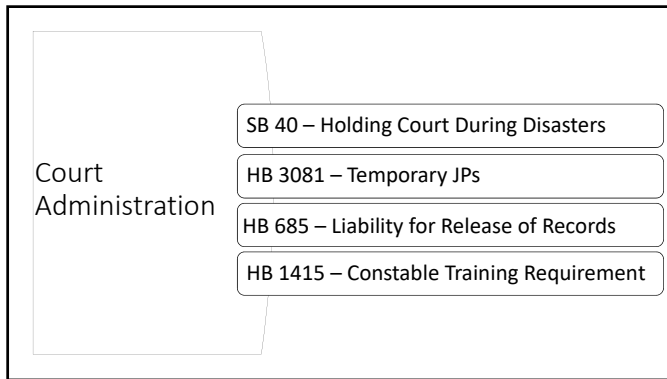 Court
Administration
SB 40 – Holding Court During Disasters
HB 3081 – Temporary JPs
HB 685 – Liability for Release of Records
HB 1415 – Constable Training Requirement